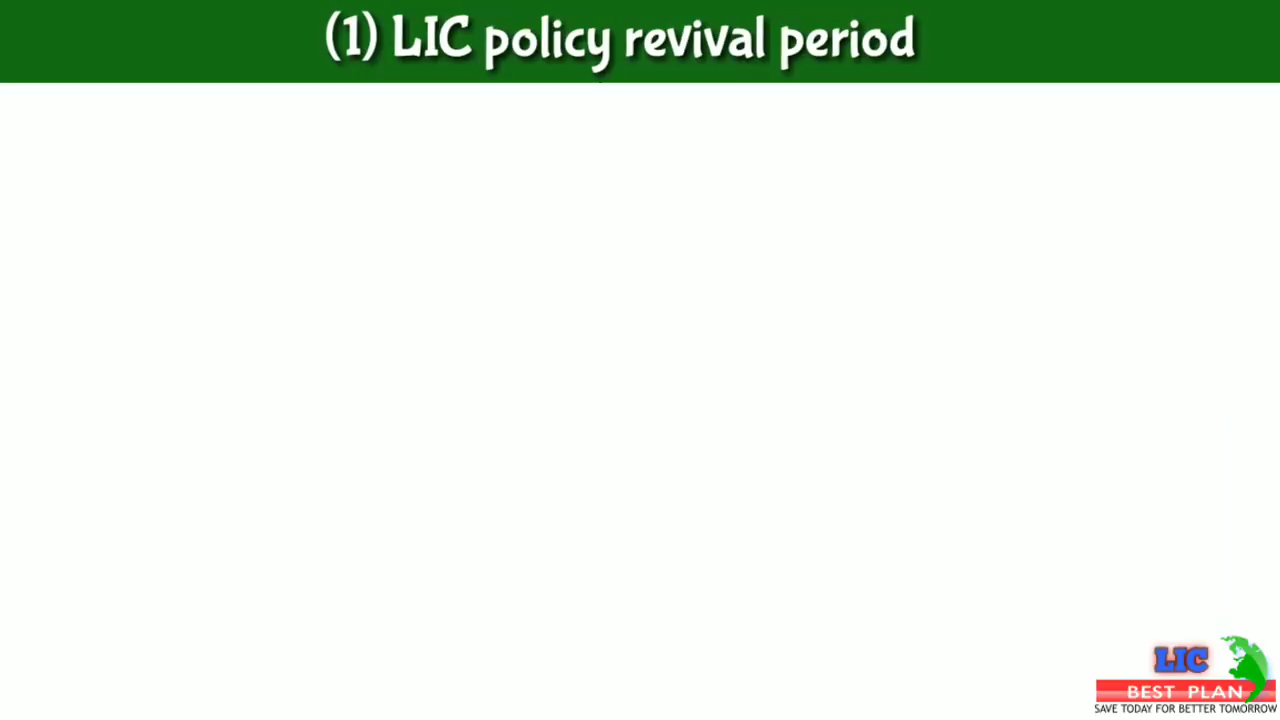 (1) LIC policy revival period
LIC
BEST PLAN
SAVE TODAY FOR BETTER TOMORROW